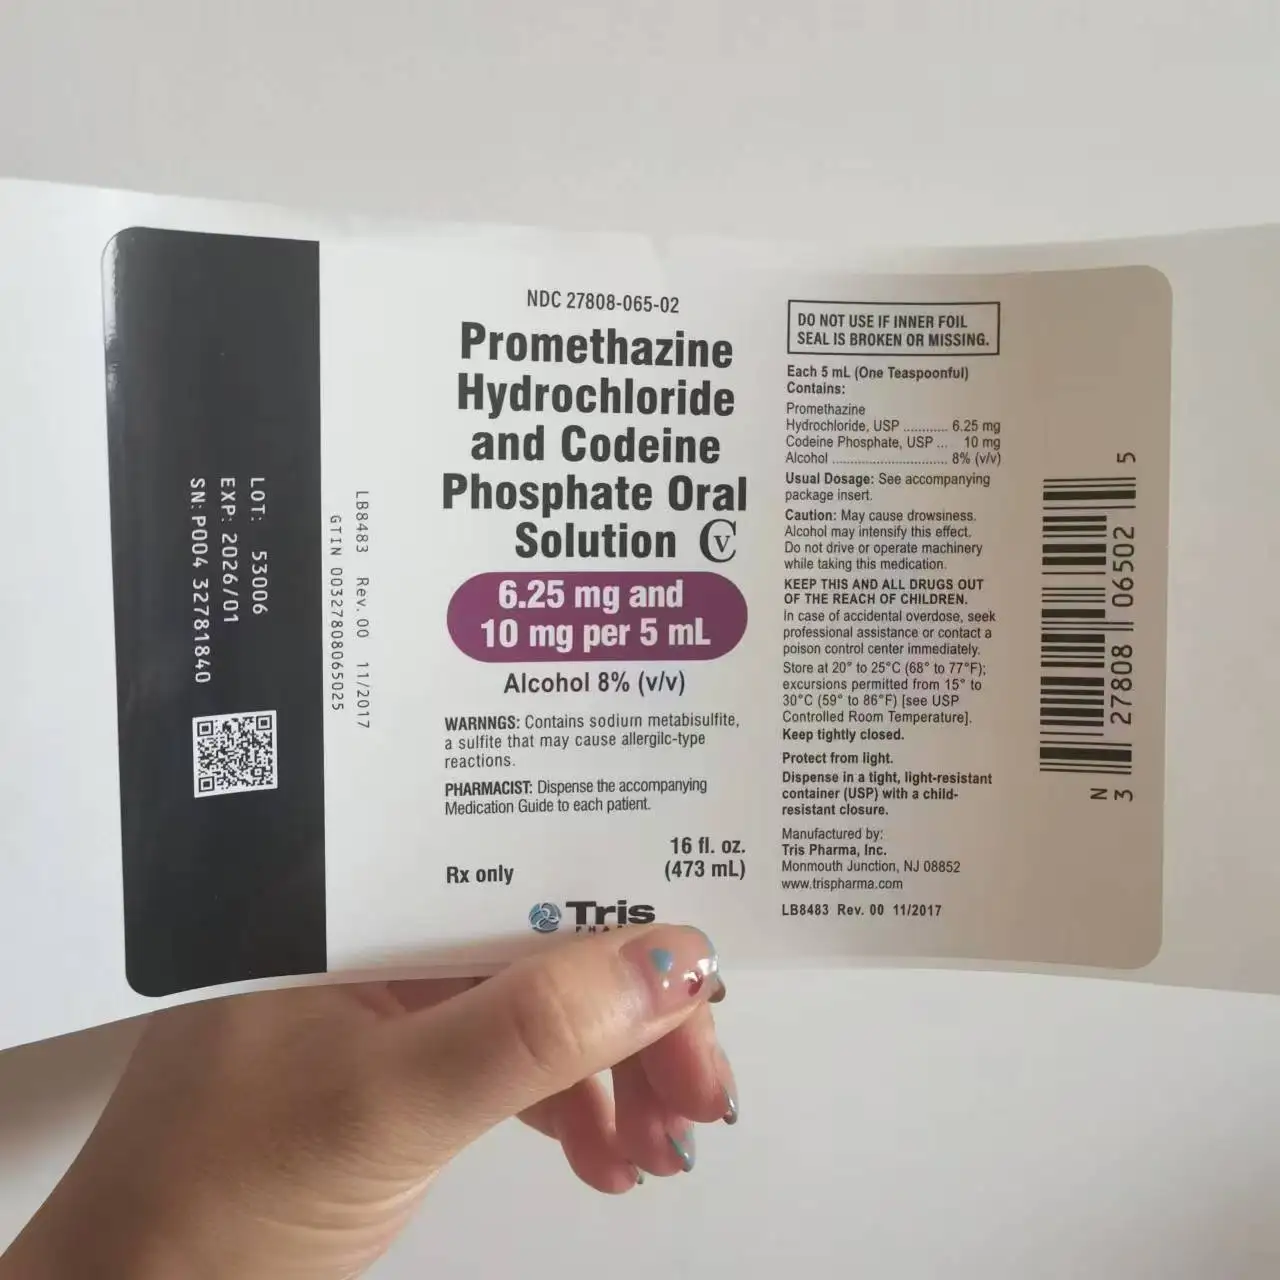 LOT: 53006
EXP: 2026/01
SN: P004 32781840
LB8483 Rev. 00 11/2017
GTIN 00327808065025
NDC 27808-065-02
Promethazine
Hydrochloride
and Codeine
Phosphate Oral
Solution CV
6.25 mg and
10 mg per 5 mL
Alcohol 8% (v/v)
WARNNGS: Contains sodium metabisulfite,
a sulfite that may cause allergilc-type
reactions.
PHARMACIST: Dispense the accompanying
Medication Guide to each patient.
16 fl. oz.
Rx only (473 mL)
Tris
DO NOT USE IF INNER FOIL
SEAL IS BROKEN OR MISSING.
Each 5 mL (One Teaspoonful)
Contains:
Promethazine
Hydrochloride, USP ............ 6.25 mg
Codeine Phosphate, USP ... 10 mg
Alcohol ............................. 8% (v/v)
Usual Dosage: See accompanying
package insert.
Caution: May cause drowsiness.
Alcohol may intensify this effect.
Do not drive or operate machinery
while taking this medication.
KEEP THIS AND ALL DRUGS OUT
OF THE REACH OF CHILDREN.
In case of accidental overdose, seek
professional assistance or contact a
poison control center immediately.
Store at 20° to 25°C (68° to 77°F);
excursions permitted from 15° to
30°C (59° to 86°F) [see USP
Controlled Room Temperature].
Keep tightly closed.
Protect from light.
Dispense in a tight, light-resistant
container (USP) with a child-
resistant closure.
Manufactured by:
Tris Pharma, Inc.
Monmouth Junction, NJ 08852
www.trispharma.com
LB8483 Rev. 00 11/2017
N
3 27808 06502 5